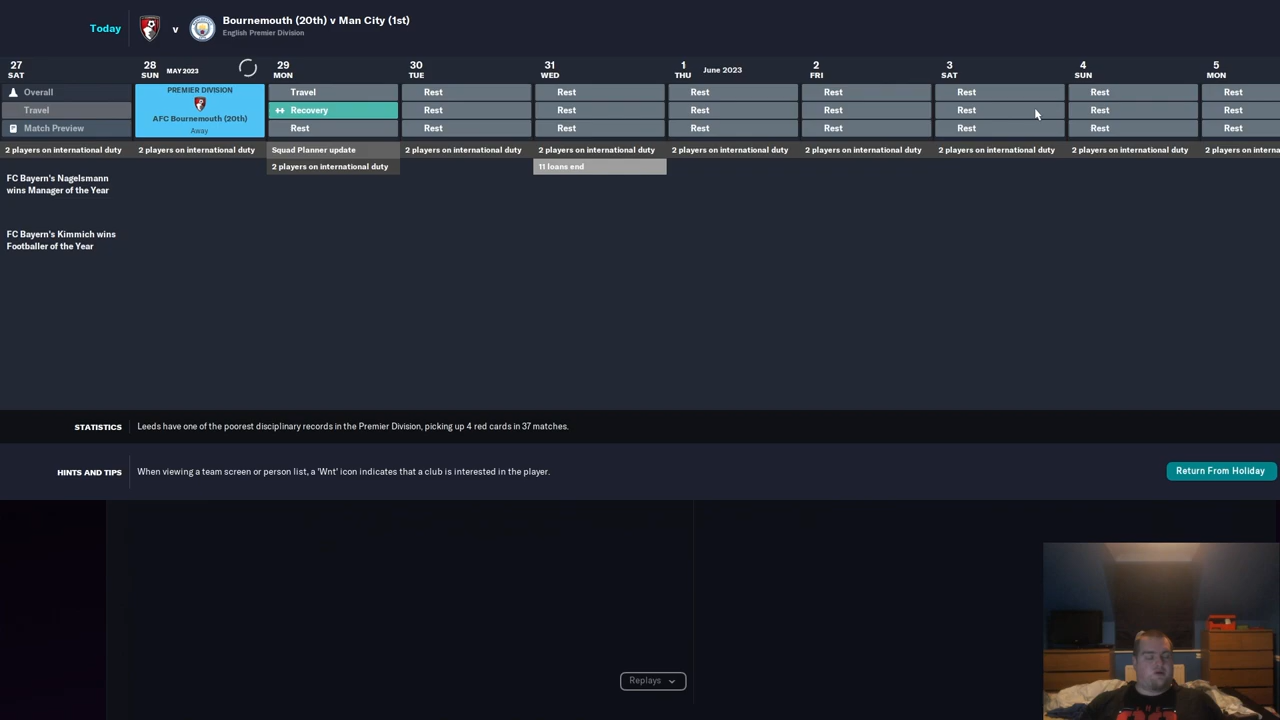 Today
v
Bournemouth (20th) v Man City (1st)
English Premier Division
27
SAT
28
SUN
MAY 2023
29
MON
30
TUE
31
WED
1
THU
June 2023
2
FRI
3
SAT
4
SUN
5
MON
Overall
PREMIER DIVISION
Travel
Rest
Rest
Rest
Rest
Rest
Rest
Rest
Travel
AFC Bournemouth (20th)
Recovery
Rest
Rest
Rest
Rest
Rest
Rest
Rest
Match Preview
Away
Rest
Rest
Rest
Rest
Rest
Rest
Rest
Rest
2 players on international duty
2 players on international duty
Squad Planner update
2 players on international duty
2 players on international duty
2 players on international duty
2 players on international duty
2 players on international duty
2 players on international duty
2 players on interna
2 players on international duty
11 loans end
FC Bayern's Nagelsmann
wins Manager of the Year
FC Bayern's Kimmich wins
Footballer of the Year
STATISTICS
Leeds have one of the poorest disciplinary records in the Premier Division, picking up 4 red cards in 37 matches.
HINTS AND TIPS
When viewing a team screen or person list, a 'Wnt' icon indicates that a club is interested in the player.
Return From Holiday
Replays